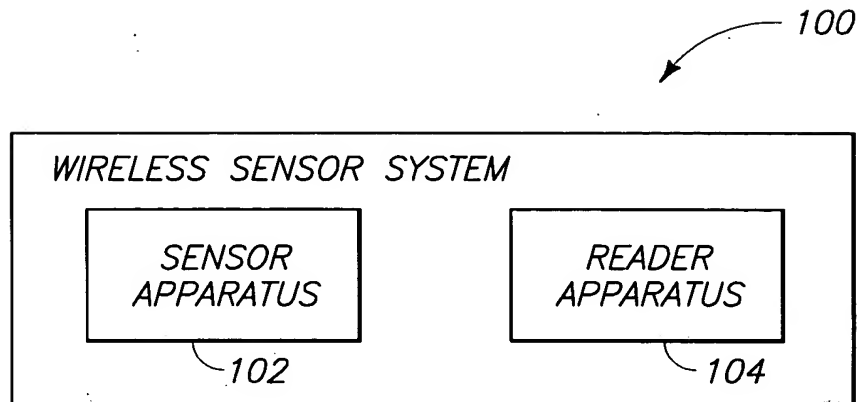 100
WIRELESS SENSOR SYSTEM
SENSOR
APPARATUS
READER
APPARATUS
102
104